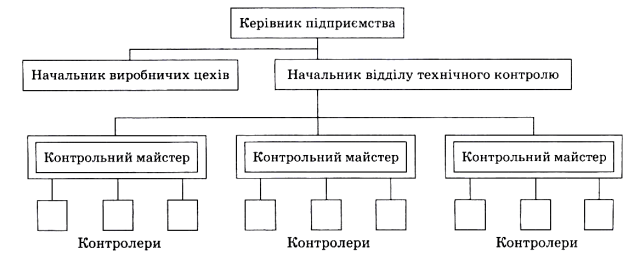 Керівник підприємства
Начальник виробничих цехів
Начальник відділу технічного контролю
Контрольний майстер
Контрольний майстер
Контрольний майстер
Контролери
Контролери
Контролери